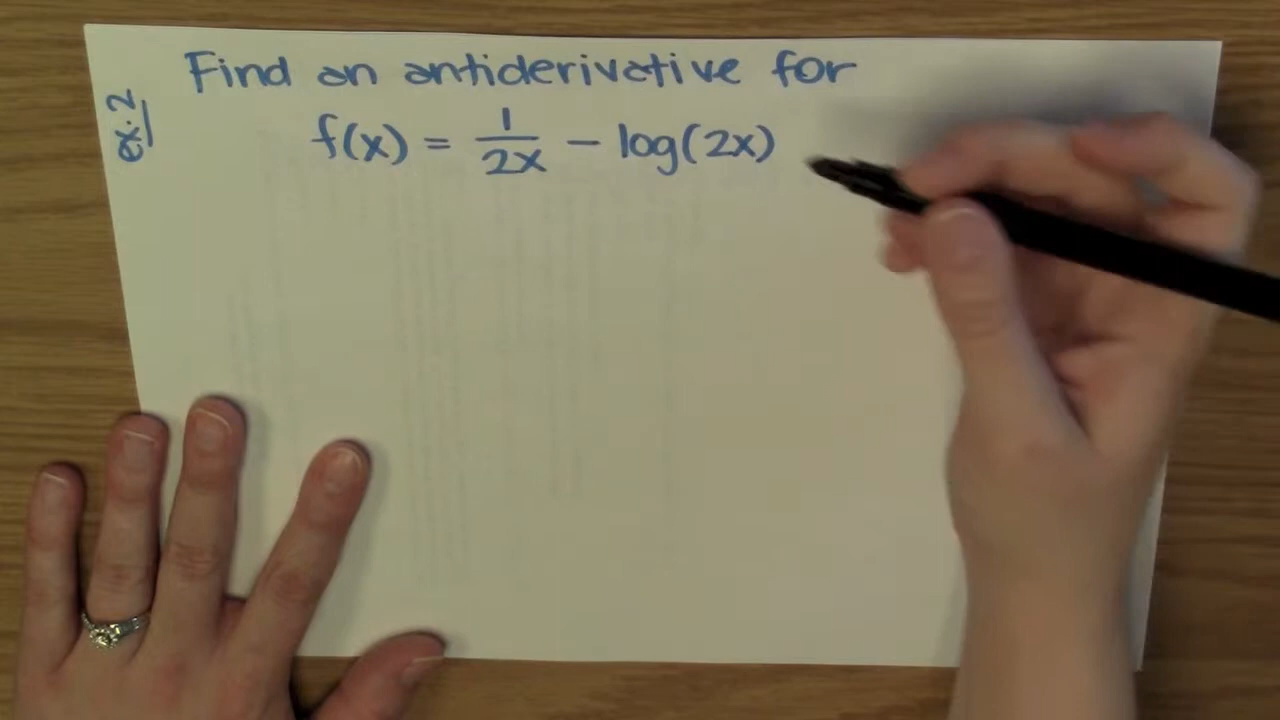 Find an antiderivative for
ex. 2
f(x) = 1/2x - log(2x)